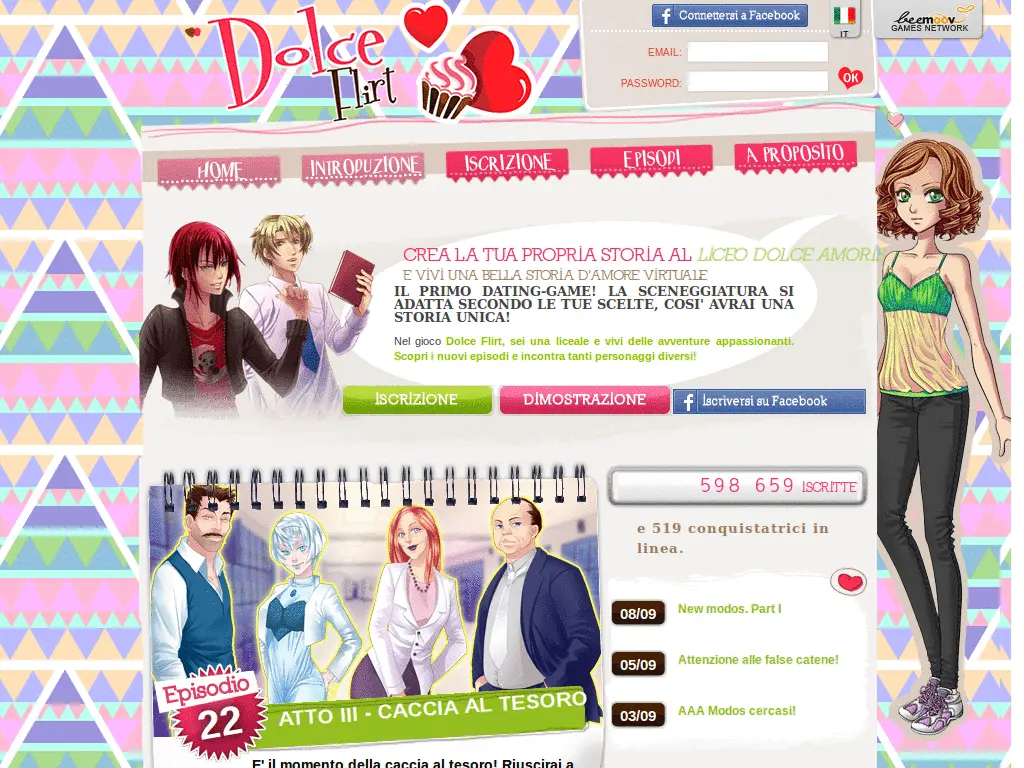 Dolce Flirt
Connettersi a Facebook
IT
beemoov
GAMES NETWORK
EMAIL:
PASSWORD:
OK
HOME
INTRODUZIONE
ISCRIZIONE
EPISODI
A PROPOSITO
CREA LA TUA PROPRIA STORIA AL LICEO DOLCE AMORIS
E VIVI UNA BELLA STORIA D'AMORE VIRTUALE
IL PRIMO DATING-GAME! LA SCENEGGIATURA SI
ADATTA SECONDO LE TUE SCELTE, COSI' AVRAI UNA
STORIA UNICA!
Nel gioco Dolce Flirt, sei una liceale e vivi delle avventure appassionanti.
Scopri i nuovi episodi e incontra tanti personaggi diversi!
ISCRIZIONE
DIMOSTRAZIONE
Iscriversi su Facebook
598 659 ISCRITTE
e 519 conquistatrici in
linea.
08/09 New modos. Part I
05/09 Attenzione alle false catene!
03/09 AAA Modos cercasi!
Episodio
22
ATTO III - CACCIA AL TESORO
E' il momento della caccia al tesoro! Riuscirai a